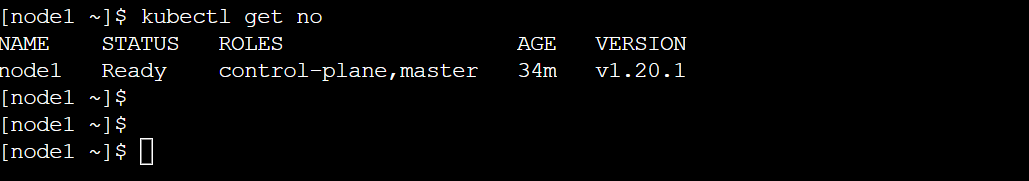 [node1 ~]$ kubectl get no
NAME    STATUS   ROLES                  AGE   VERSION
node1   Ready    control-plane,master   34m   v1.20.1
[node1 ~]$
[node1 ~]$
[node1 ~]$